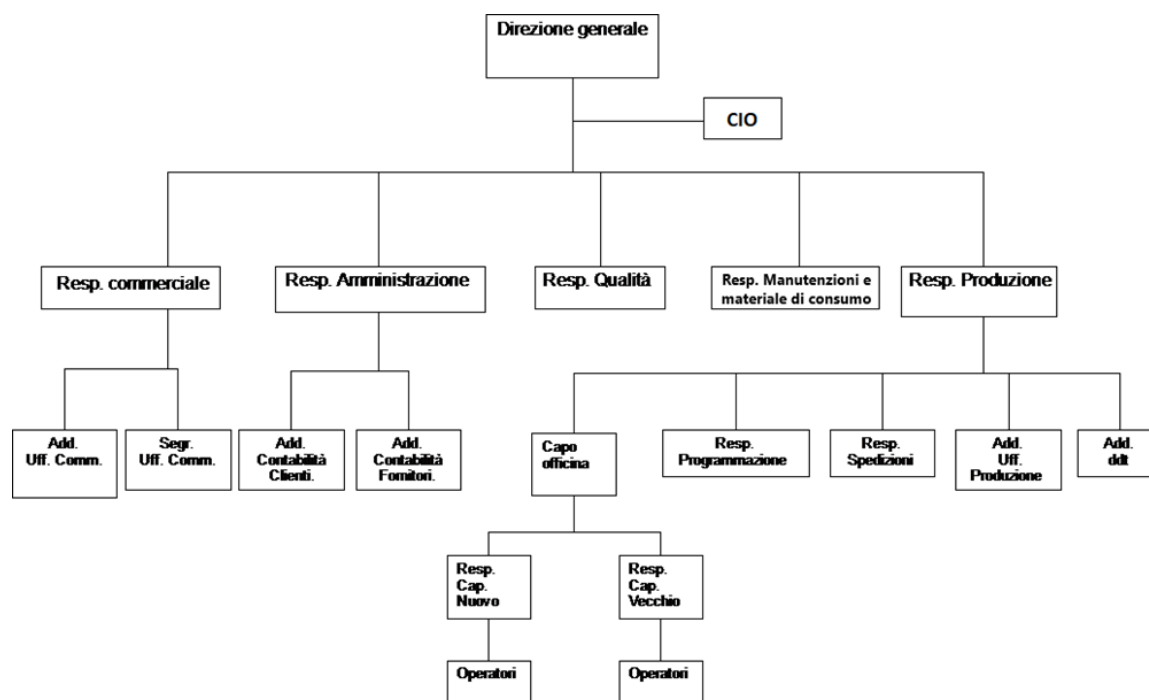 Direzione generale
CIO
Resp. commerciale
Resp. Amministrazione
Resp. Qualità
Resp. Manutenzioni e
materiale di consumo
Resp. Produzione
Add.
Uff. Comm.
Segr.
Uff. Comm.
Add.
Contabilità
Clienti.
Add.
Contabilità
Fornitori.
Capo
officina
Resp.
Programmazione
Resp.
Spedizioni
Add.
Uff.
Produzione
Add.
ddt
Resp.
Cap.
Nuovo
Resp.
Cap.
Vecchio
Operatori
Operatori